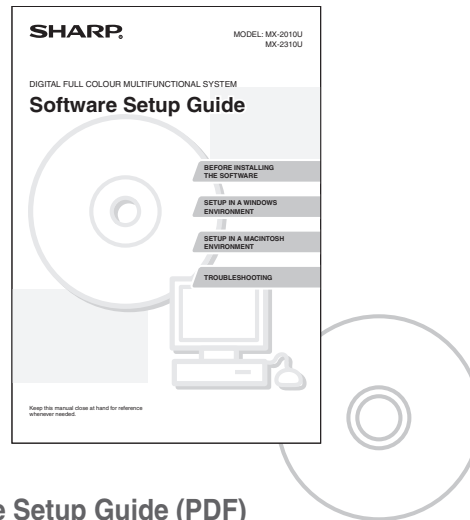 SHARP
MODEL: MX-2010U
MX-2310U
DIGITAL FULL COLOUR MULTIFUNCTIONAL SYSTEM
Software Setup Guide
BEFORE INSTALLING
THE SOFTWARE
SETUP IN A WINDOWS
ENVIRONMENT
SETUP IN A MACINTOSH
ENVIRONMENT
TROUBLESHOOTING
Keep this manual close at hand for reference
whenever needed.
e Setup Guide (PDF)